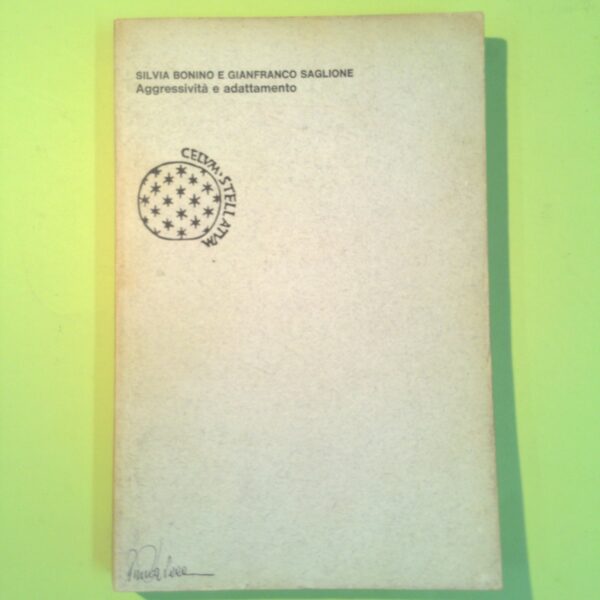 SILVIA BONINO E GIANFRANCO SAGLIONE
Aggressività e adattamento
CELVM·STELLATVM